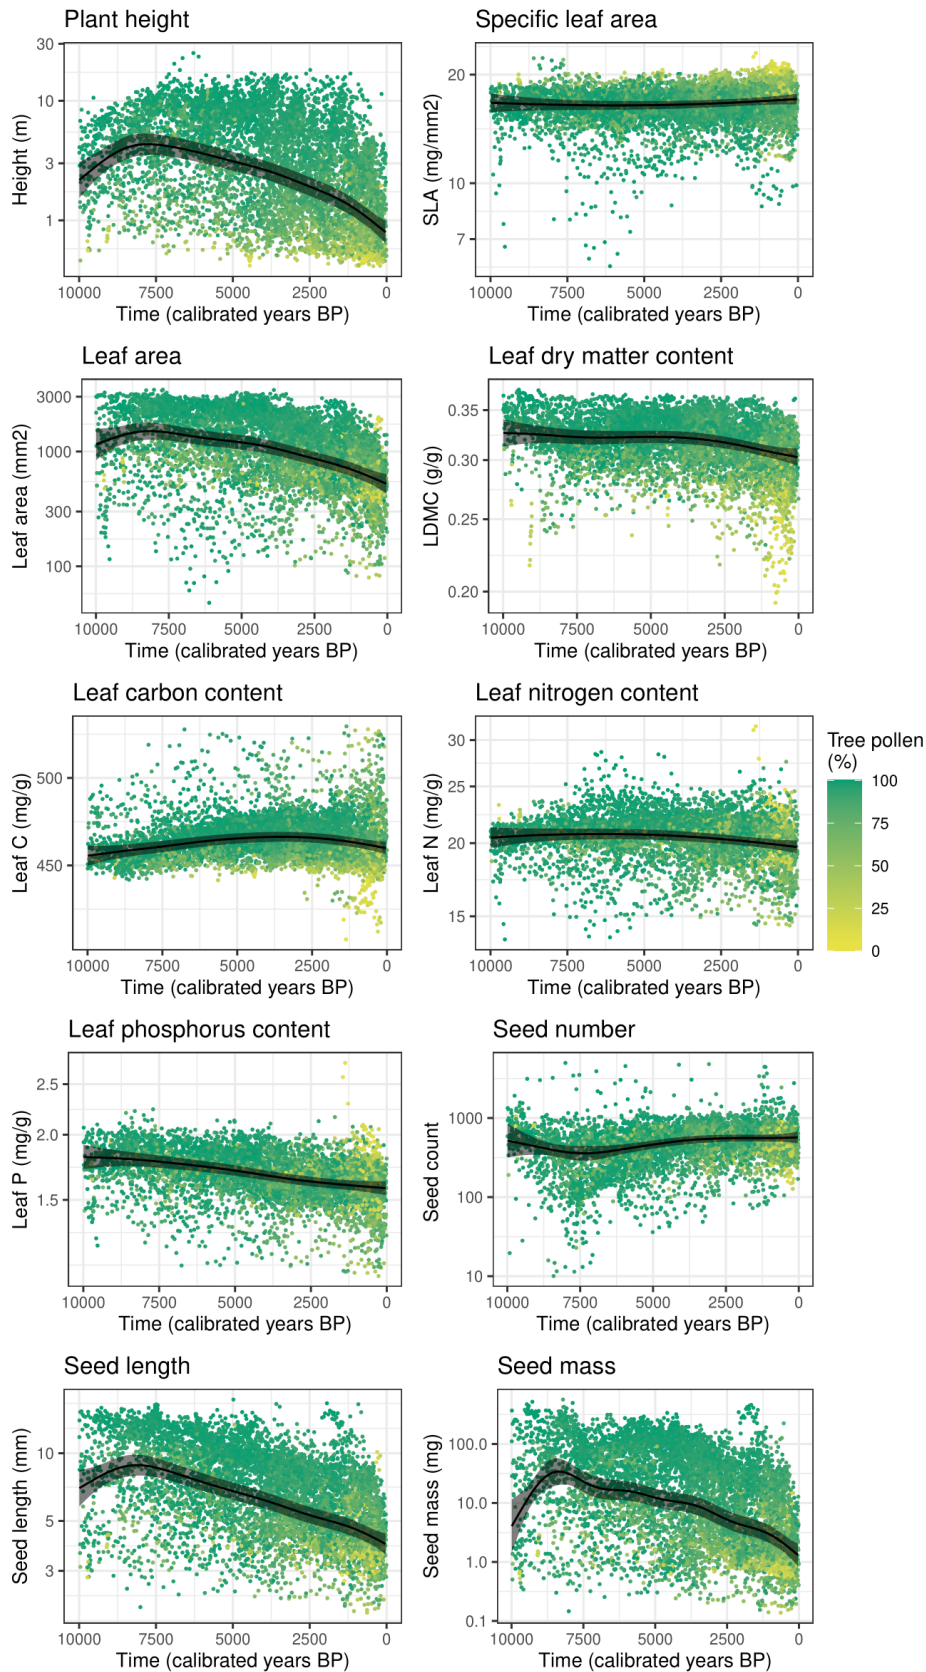 Plant height
30
10
3
1
Height (m)
10000 7500 5000 2500 0
Time (calibrated years BP)
Specific leaf area
20
10
7
SLA (mg/mm2)
10000 7500 5000 2500 0
Time (calibrated years BP)
Leaf area
3000
1000
300
100
Leaf area (mm2)
10000 7500 5000 2500 0
Time (calibrated years BP)
Leaf dry matter content
0.35
0.30
0.25
0.20
LDMC (g/g)
10000 7500 5000 2500 0
Time (calibrated years BP)
Leaf carbon content
500
450
Leaf C (mg/g)
10000 7500 5000 2500 0
Time (calibrated years BP)
Leaf nitrogen content
30
25
20
15
Leaf N (mg/g)
10000 7500 5000 2500 0
Time (calibrated years BP)
Tree pollen
(%)
100
75
50
25
0
Leaf phosphorus content
2.5
2.0
1.5
Leaf P (mg/g)
10000 7500 5000 2500 0
Time (calibrated years BP)
Seed number
1000
100
10
Seed count
10000 7500 5000 2500 0
Time (calibrated years BP)
Seed length
10
5
3
Seed length (mm)
10000 7500 5000 2500 0
Time (calibrated years BP)
Seed mass
100.0
10.0
1.0
0.1
Seed mass (mg)
10000 7500 5000 2500 0
Time (calibrated years BP)